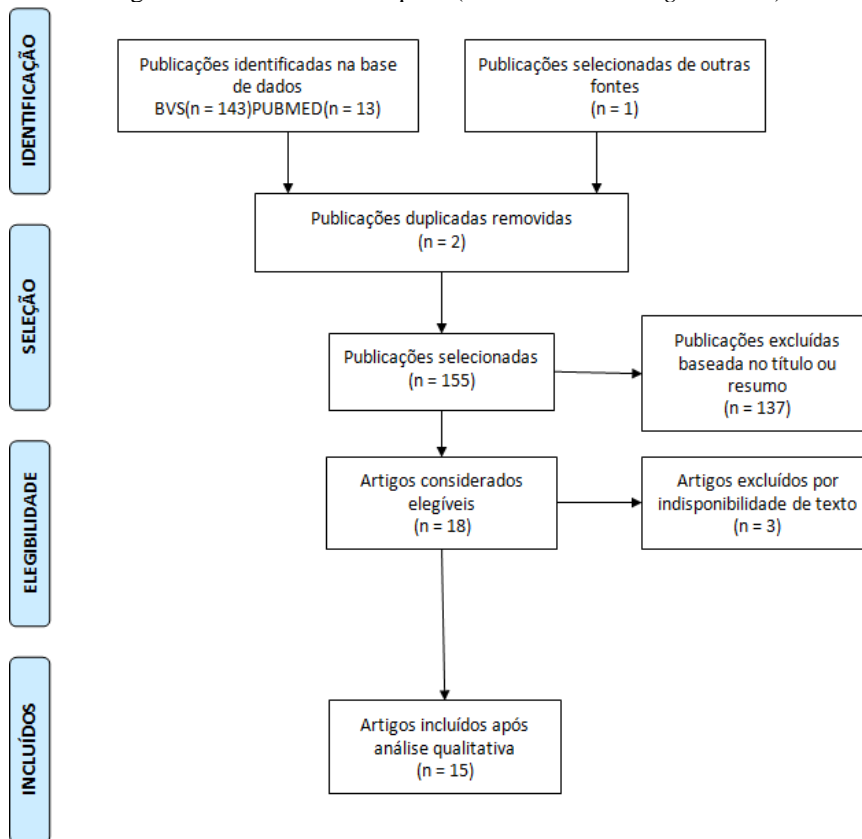 IDENTIFICAÇÃO
Publicações identificadas na base
de dados
BVS(n = 143)PUBMED(n = 13)
Publicações selecionadas de outras
fontes
(n = 1)
Publicações duplicadas removidas
(n = 2)
SELEÇÃO
Publicações selecionadas
(n = 155)
Publicações excluídas
baseada no título ou
resumo
(n = 137)
ELEGIBILIDADE
Artigos considerados
elegíveis
(n = 18)
Artigos excluídos por
indisponibilidade de texto
(n = 3)
INCLUÍDOS
Artigos incluídos após
análise qualitativa
(n = 15)